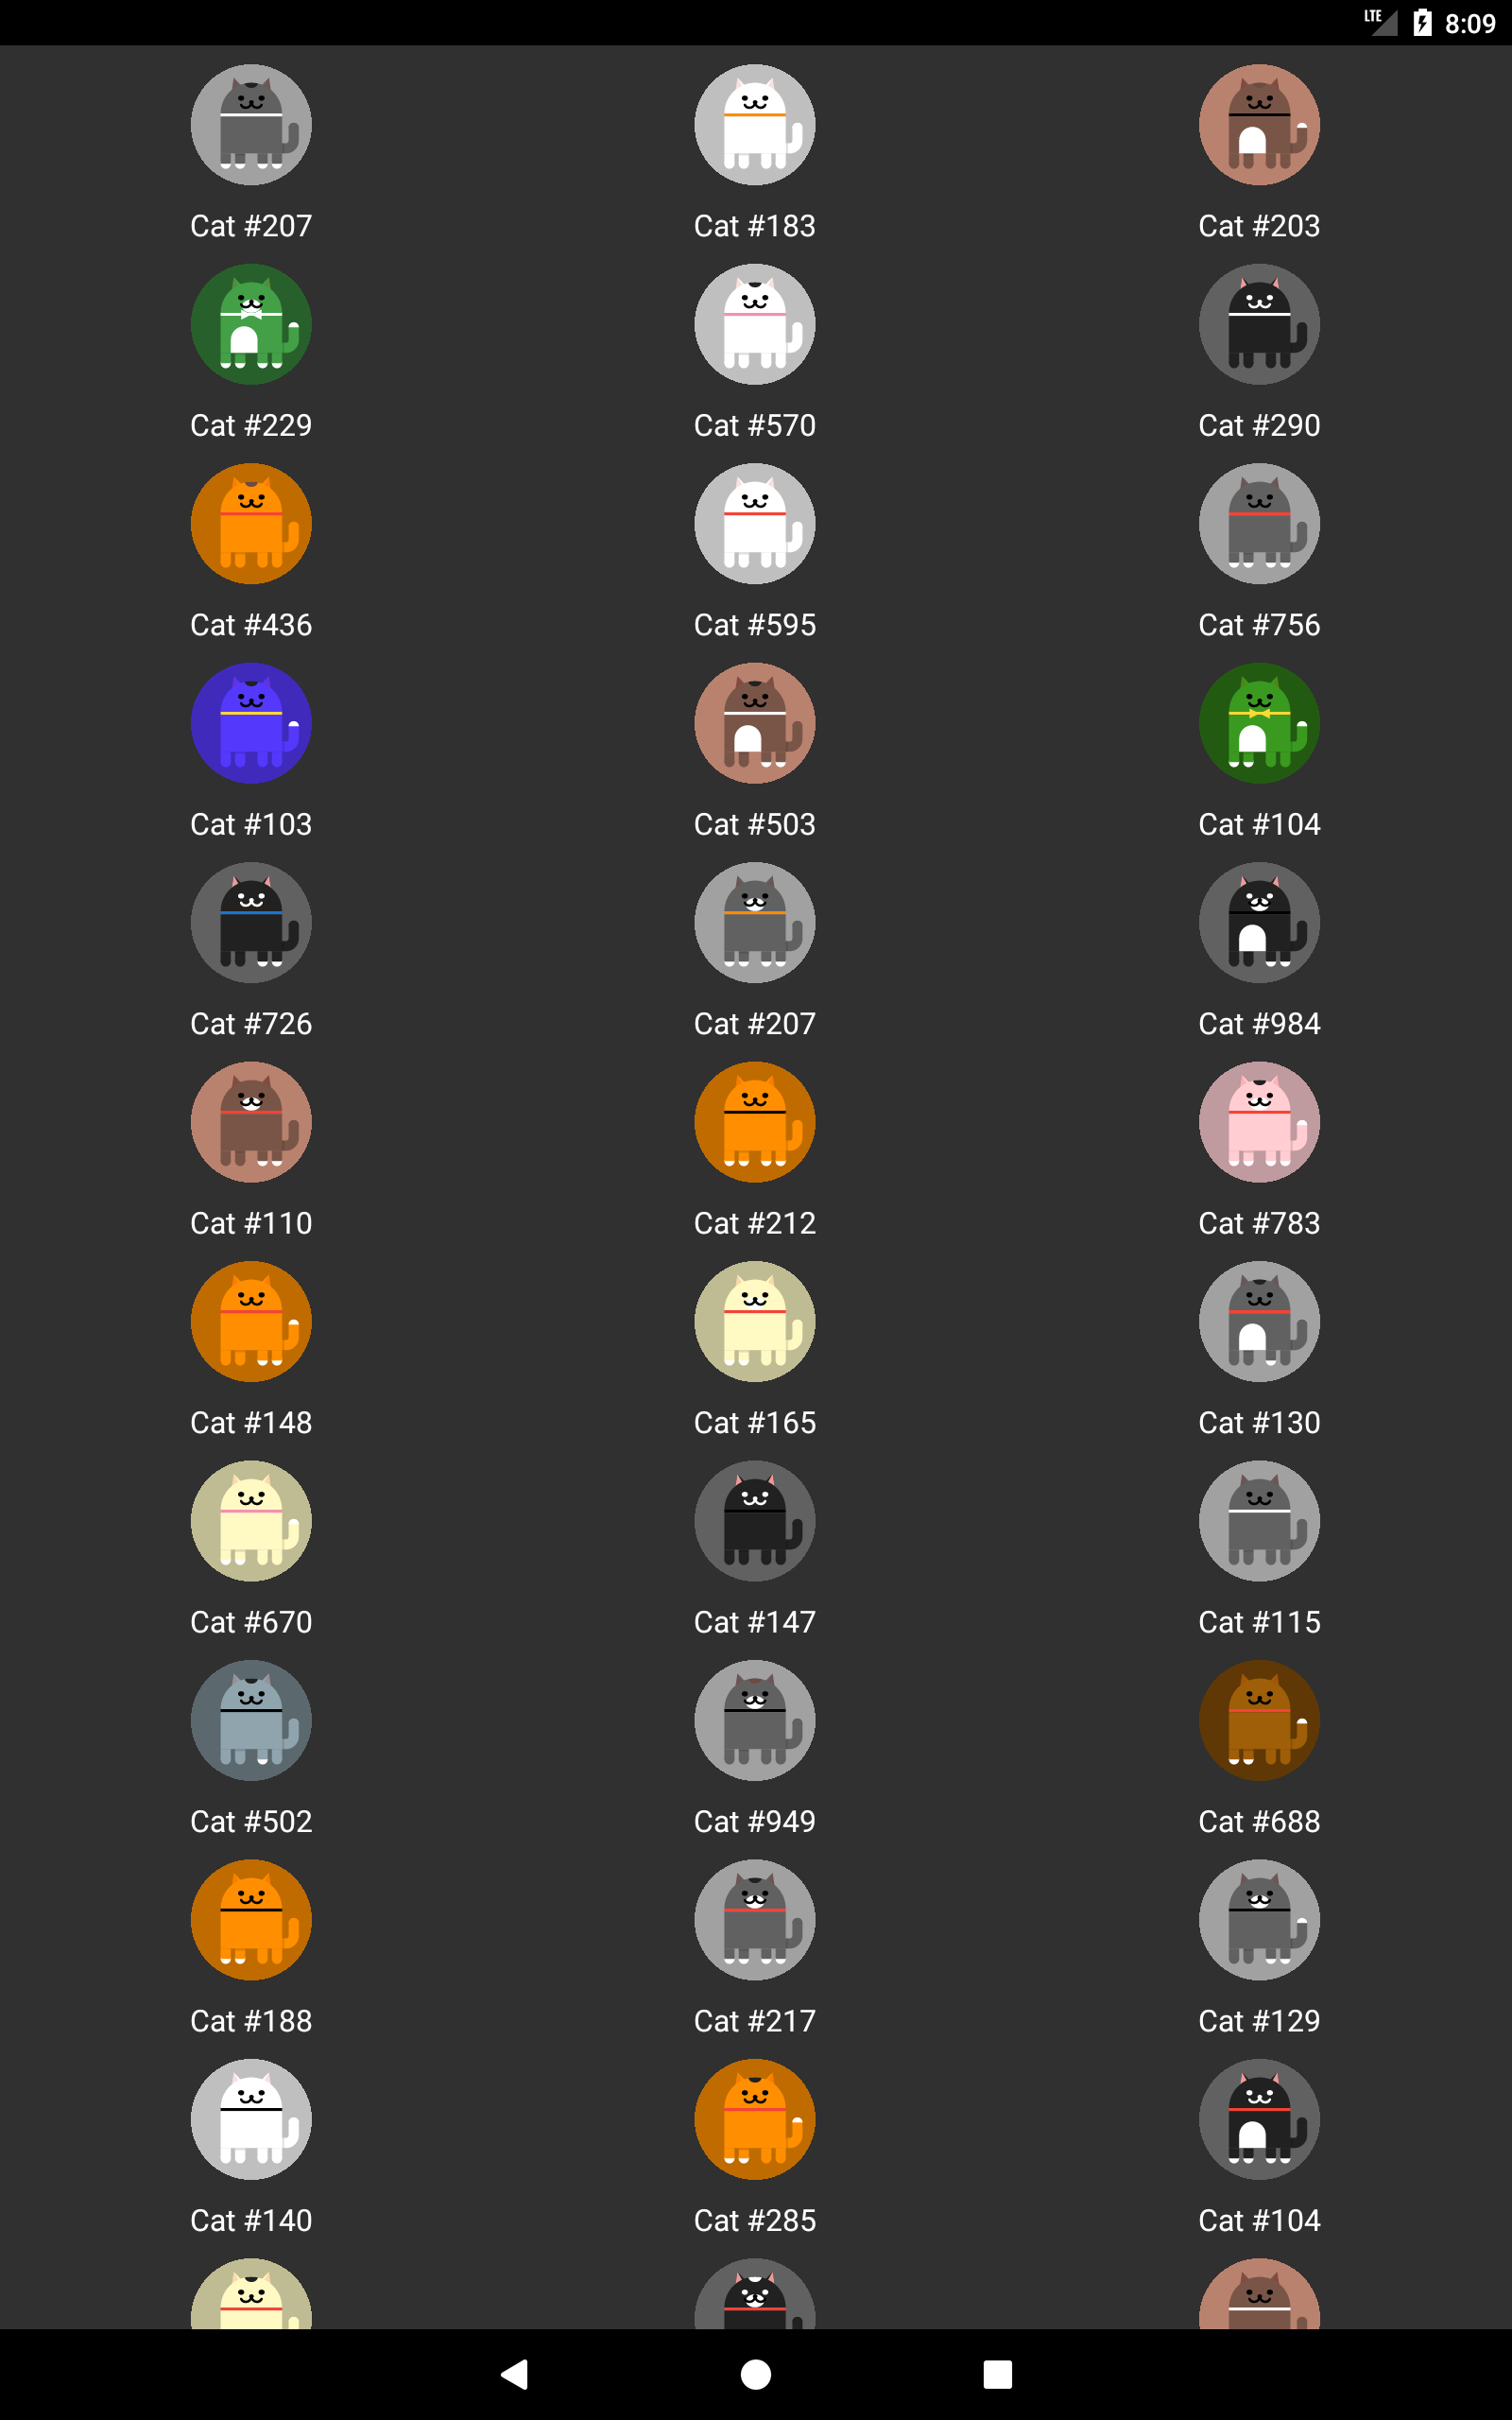 LTE 8:09
Cat #207 Cat #183 Cat #203
Cat #229 Cat #570 Cat #290
Cat #436 Cat #595 Cat #756
Cat #103 Cat #503 Cat #104
Cat #726 Cat #207 Cat #984
Cat #110 Cat #212 Cat #783
Cat #148 Cat #165 Cat #130
Cat #670 Cat #147 Cat #115
Cat #502 Cat #949 Cat #688
Cat #188 Cat #217 Cat #129
Cat #140 Cat #285 Cat #104